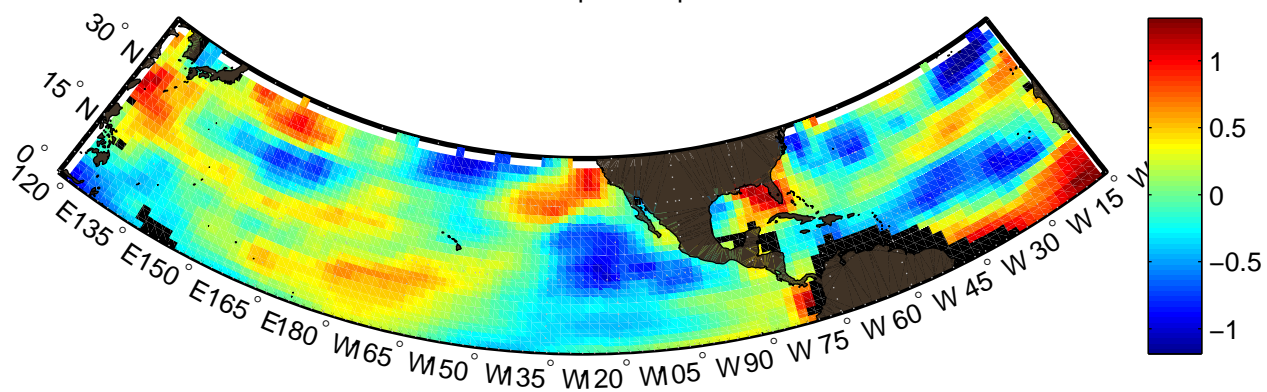 30° N
15° N
0°
120° E
135° E
150° E
165° E
180° W
165° W
150° W
135° W
120° W
105° W
90° W
75° W
60° W
45° W
30° W
15° W
1
0.5
0
−0.5
−1